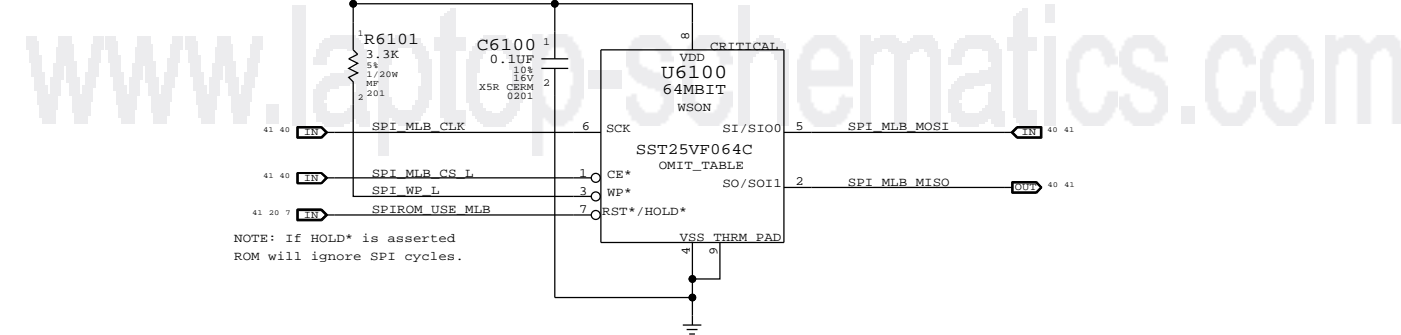 www.laptop-schematics.com
1
R6101
3.3K
5%
1/20W
MF
201
2
C6100 1
0.1UF
10%
16V
X5R CERM 2
0201
8
CRITICAL
VDD
U6100
64MBIT
WSON
41 40 IN SPI_MLB_CLK 6 SCK
SI/SIO0 5 SPI_MLB_MOSI IN 40 41
SST25VF064C
OMIT_TABLE
41 40 IN SPI_MLB_CS_L 1 CE*
SPI_WP_L 3 WP*
SO/SOI1 2 SPI_MLB_MISO OUT 40 41
41 20 7 IN SPIROM_USE_MLB 7 RST*/HOLD*
VSS THRM_PAD
4 9
NOTE: If HOLD* is asserted
ROM will ignore SPI cycles.